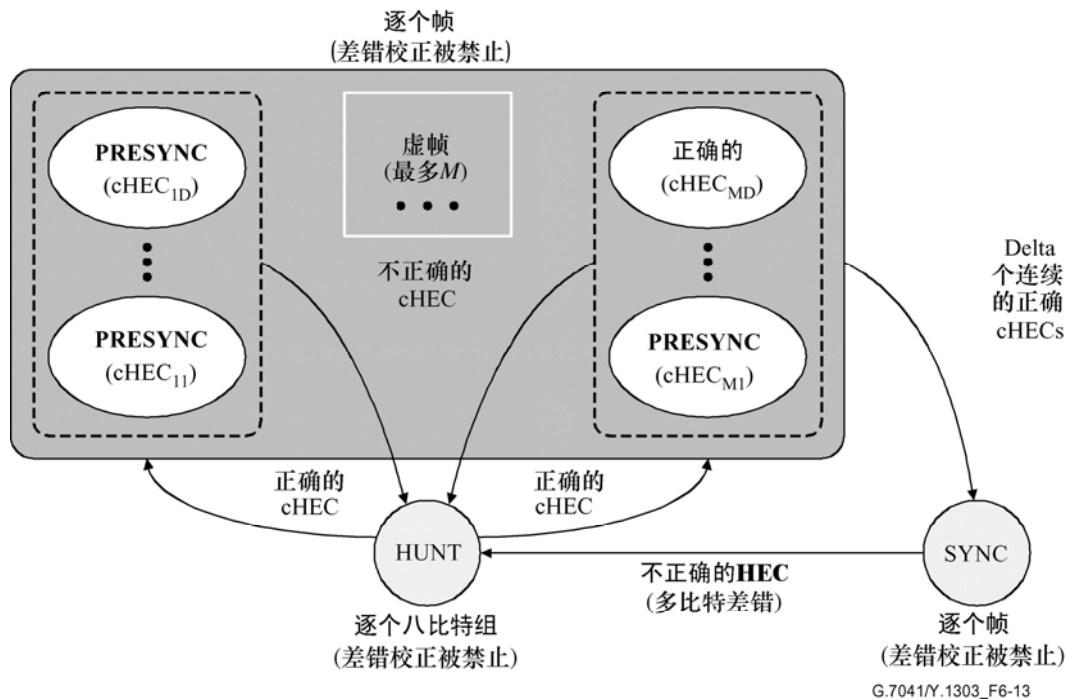 逐个帧
(差错校正被禁止)
PRESYNC
(cHEC1D)
PRESYNC
(cHEC11)
虚帧
(最多M)
不正确的
cHEC
正确的
(cHECMD)
PRESYNC
(cHECM1)
Delta
个连续
的正确
cHECs
正确的
cHEC
正确的
cHEC
HUNT
逐个八比特组
(差错校正被禁止)
不正确的HEC
(多比特差错)
SYNC
逐个帧
(差错校正被禁止)
G.7041/Y.1303_F6-13